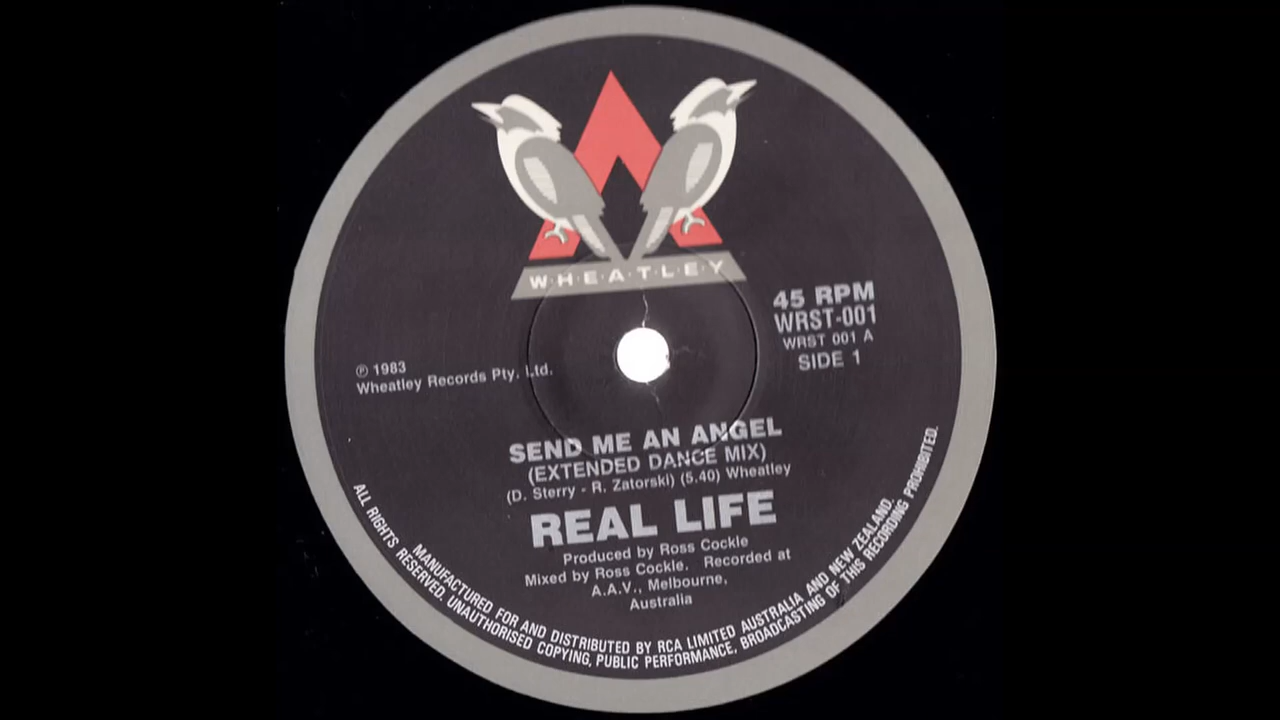 W·H·E·A·T·L·E·Y
45 RPM
WRST-001
WRST 001 A
SIDE 1
℗ 1983
Wheatley Records Pty. Ltd.
SEND ME AN ANGEL
(EXTENDED DANCE MIX)
(D. Sterry - R. Zatorski) (5.40) Wheatley
REAL LIFE
Produced by Ross Cockle
Mixed by Ross Cockle. Recorded at
A.A.V., Melbourne,
Australia
MANUFACTURED FOR AND DISTRIBUTED BY RCA LIMITED AUSTRALIA AND NEW ZEALAND.
ALL RIGHTS RESERVED. UNAUTHORISED COPYING, PUBLIC PERFORMANCE, BROADCASTING OF THIS RECORDING PROHIBITED.